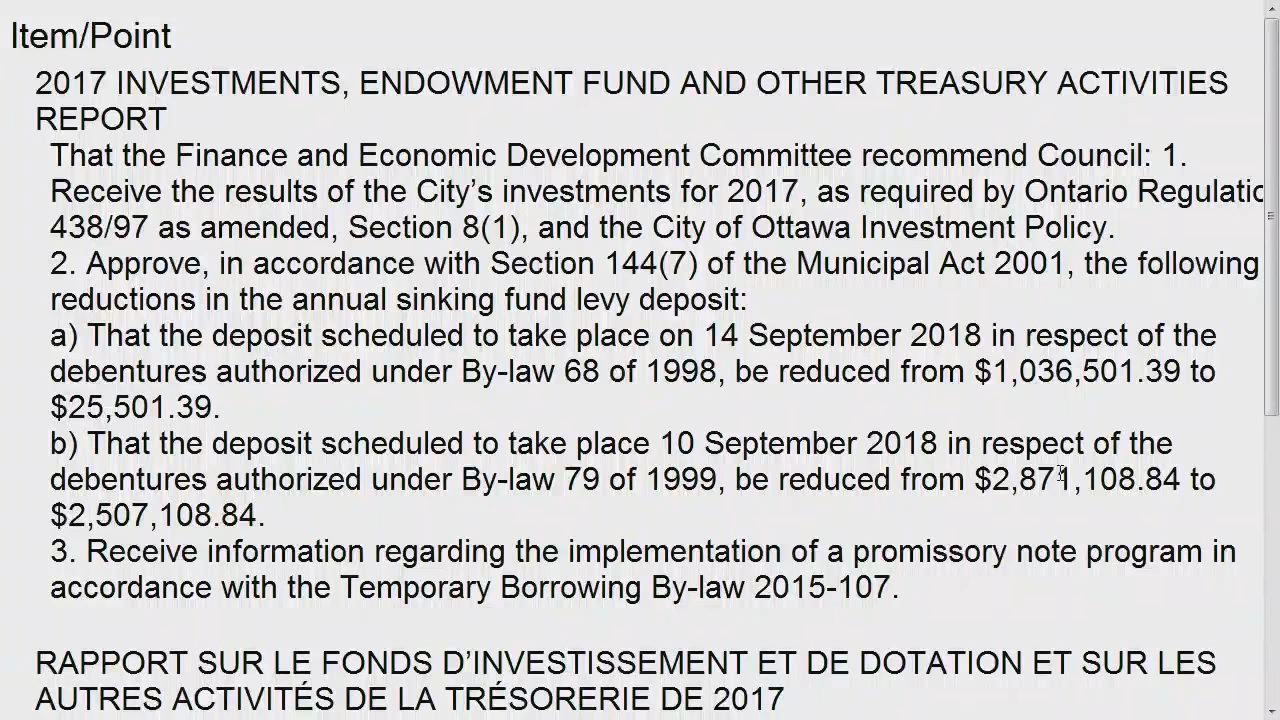 Item/Point
2017 INVESTMENTS, ENDOWMENT FUND AND OTHER TREASURY ACTIVITIES
REPORT
That the Finance and Economic Development Committee recommend Council: 1.
Receive the results of the City’s investments for 2017, as required by Ontario Regulatio
438/97 as amended, Section 8(1), and the City of Ottawa Investment Policy.
2. Approve, in accordance with Section 144(7) of the Municipal Act 2001, the following
reductions in the annual sinking fund levy deposit:
a) That the deposit scheduled to take place on 14 September 2018 in respect of the
debentures authorized under By-law 68 of 1998, be reduced from $1,036,501.39 to
$25,501.39.
b) That the deposit scheduled to take place 10 September 2018 in respect of the
debentures authorized under By-law 79 of 1999, be reduced from $2,871,108.84 to
$2,507,108.84.
3. Receive information regarding the implementation of a promissory note program in
accordance with the Temporary Borrowing By-law 2015-107.
RAPPORT SUR LE FONDS D’INVESTISSEMENT ET DE DOTATION ET SUR LES
AUTRES ACTIVITÉS DE LA TRÉSORERIE DE 2017